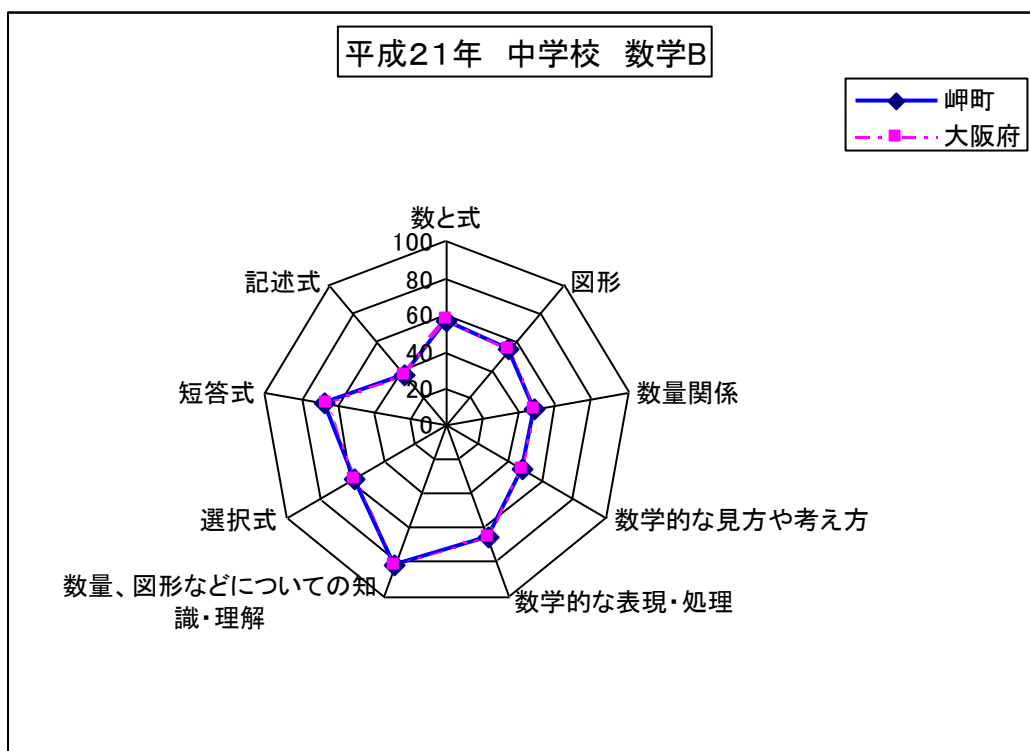 平成21年　中学校　数学B
岬町
大阪府
数と式
100
80
60
40
20
0
図形
数量関係
数学的な見方や考え方
数学的な表現・処理
数量、図形などについての知
識・理解
選択式
短答式
記述式